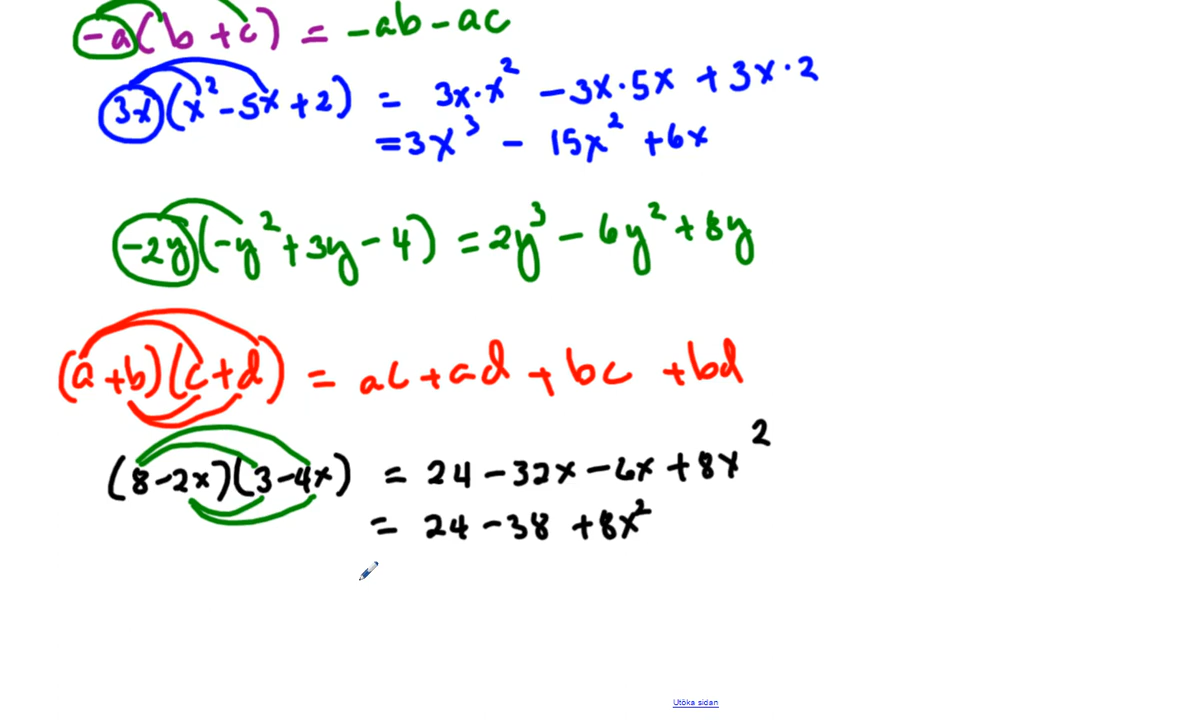 -a(b+c) = -ab-ac
3x(x²-5x+2) = 3x·x² -3x·5x +3x·2
=3x³ - 15x² +6x
-2y(-y²+3y-4) =2y³-6y²+8y
(a+b)(c+d) = ac+ad+bc+bd
(8-2x)(3-4x) = 24-32x-6x+8x²
= 24-38+8x²
Utöka sidan